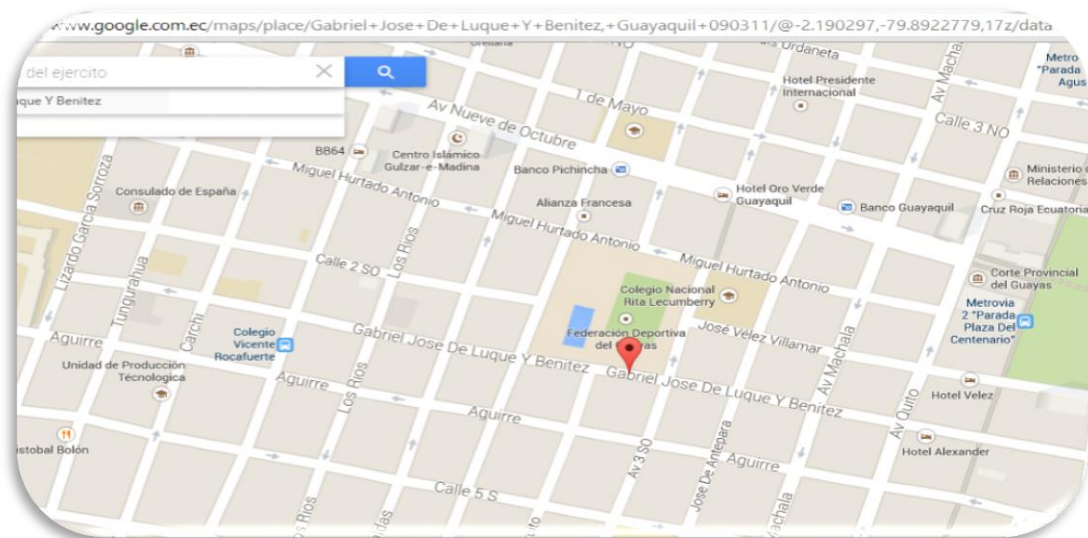 www.google.com.ec/maps/place/Gabriel+Jose+De+Luque+Y+Benitez,+Guayaquil+090311/@-2.190297,-79.8922779,17z/data
del ejercito
Luque Y Benitez
Urdaneta
Av Machala
Metro
"Parada
Agus
Hotel Presidente
Internacional
1 de Mayo
Av Nueve de Octubre
Calle 3 NO
BB64
Centro Islámico
Gulzar-e-Madina
Banco Pichincha
Ministerio
Relaciones
Miguel Hurtado Antonio
Consulado de España
Hotel Oro Verde
Guayaquil
Alianza Francesa
Banco Guayaquil
Cruz Roja Ecuatoria
Lizardo García Sorroza
Miguel Hurtado Antonio
Los Rios
Calle 2 SO
Miguel Hurtado Antonio
Corte Provincial
del Guayas
Tungurahua
Colegio Nacional
Rita Lecumberry
Metrovia
2 "Parada
Plaza Del
Centenario"
Carchi
Colegio
Vicente
Rocafuerte
Federación Deportiva
del
José Vélez Villamar
Aguirre
Gabriel Jose De Luque Y Benitez
Gabriel Jose De Luque Y Benitez
Av Machala
Unidad de Producción
Técnologica
Aguirre
Los Rios
Hotel Velez
Av Quito
Aguirre
istobal Bolón
Av 3 SO
Jose De Antepara
Aguirre
Hotel Alexander
Calle 5 S
Machala